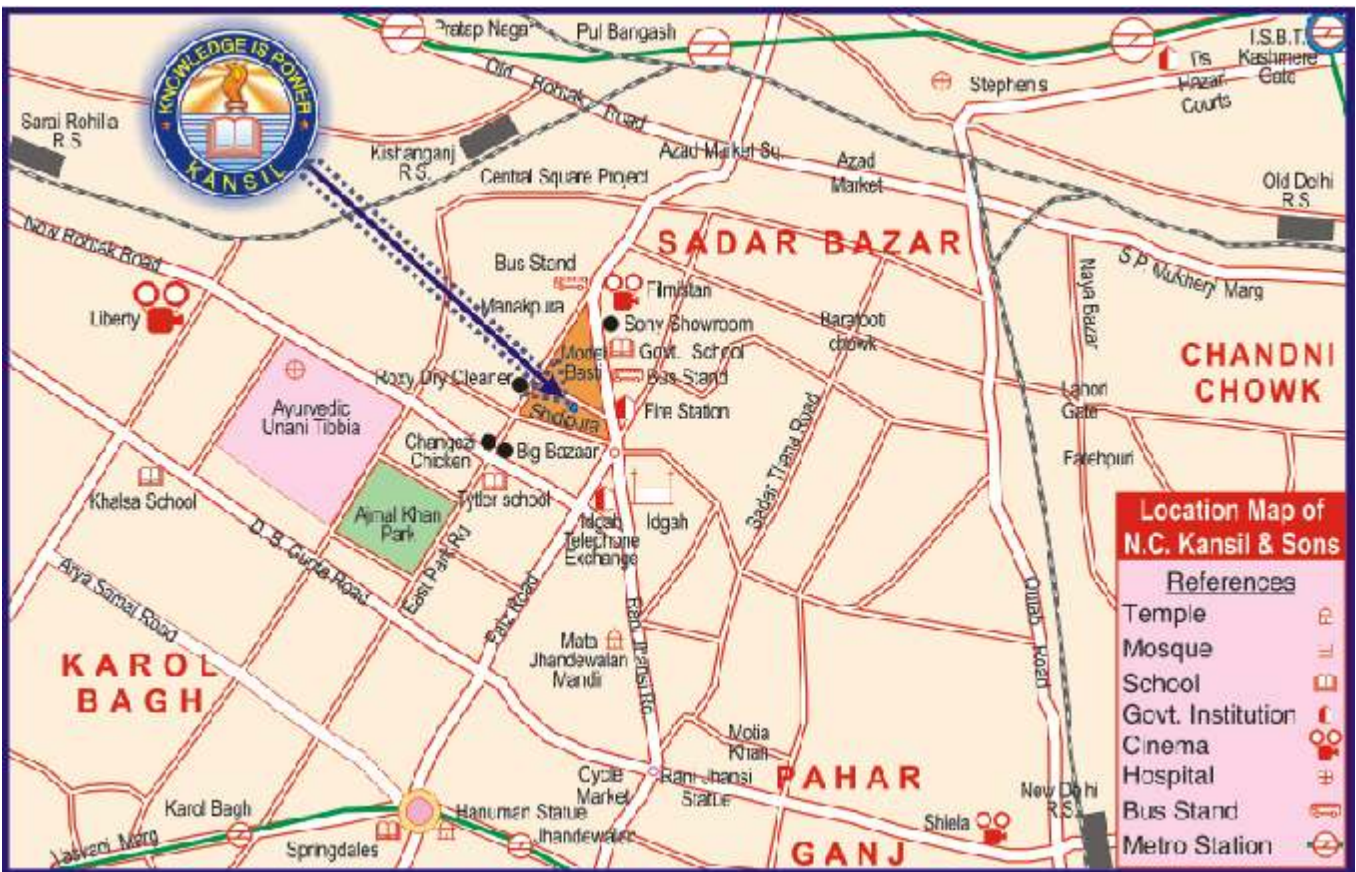 Pratap Nagar
Pul Bangash
I.S.B.T.
Kashmere
Gate
Tis
Hazari
Courts
Stephens
KNOWLEDGE IS POWER
KANSIL
Sarai Rohilla
R.S.
Old Rohtak Road
Kishanganj
R.S.
Azad Market Sq.
Azad
Market
Central Square Project
Old Delhi
R.S.
New Rohtak Road
SADAR BAZAR
S.P. Mukherji Marg
Bus Stand
Manakpura
Filmistan
Naya Bazar
Liberty
Sony Showroom
Baratooti
chowk
Model
Basti
Govt. School
CHANDNI
CHOWK
Roxy Dry Cleaner
Bus Stand
Lahori
Gate
Ayurvedic
Unani Tibbia
Shidipura
Fire Station
Sadar Thana Road
Changezi
Chicken
Big Bazaar
Fatehpuri
Khalsa School
Tytler school
Ajmal Khan
Park
Idgah
Telephone
Exchange
Idgah
Location Map of
N.C. Kansil & Sons
References
Temple
Mosque
School
Govt. Institution
Cinema
Hospital
Bus Stand
Metro Station
D. B. Gupta Road
East Park Rd
Faiz Road
Rani Jhansi Rd.
Qutab Road
Arya Samaj Road
Mata
Jhandewalan
Mandir
KAROL
BAGH
Motia
Khan
Cycle
Market
Rani Jhansi
Statue
PAHAR
GANJ
New Delhi
R.S.
Karol Bagh
Hanuman Statue
Shiela
Jhandewalan
Springdales
Marg